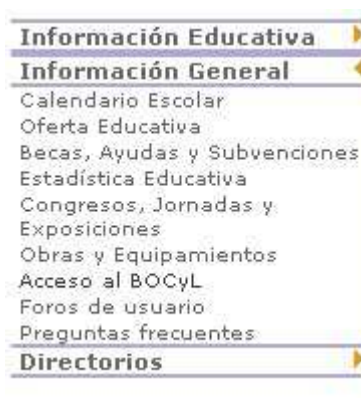 Información Educativa
Información General
Calendario Escolar
Oferta Educativa
Becas, Ayudas y Subvenciones
Estadística Educativa
Congresos, Jornadas y
Exposiciones
Obras y Equipamientos
Acceso al BOCyL
Foros de usuario
Preguntas frecuentes
Directorios